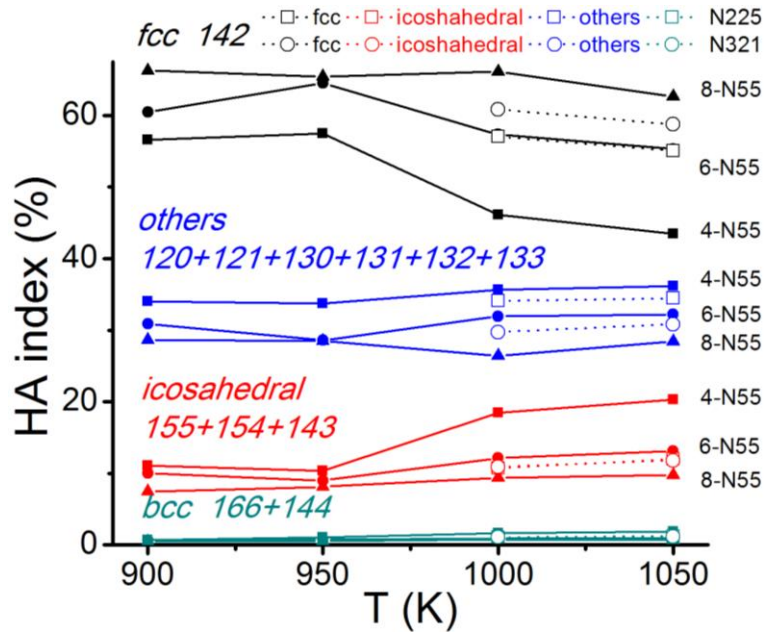 fcc 142
fcc icoshahedral others N225
fcc icoshahedral others N321
8-N55
6-N55
4-N55
others
120+121+130+131+132+133
4-N55
6-N55
8-N55
icosahedral
155+154+143
4-N55
6-N55
8-N55
bcc 166+144
HA index (%)
60
40
20
0
900 950 1000 1050
T (K)